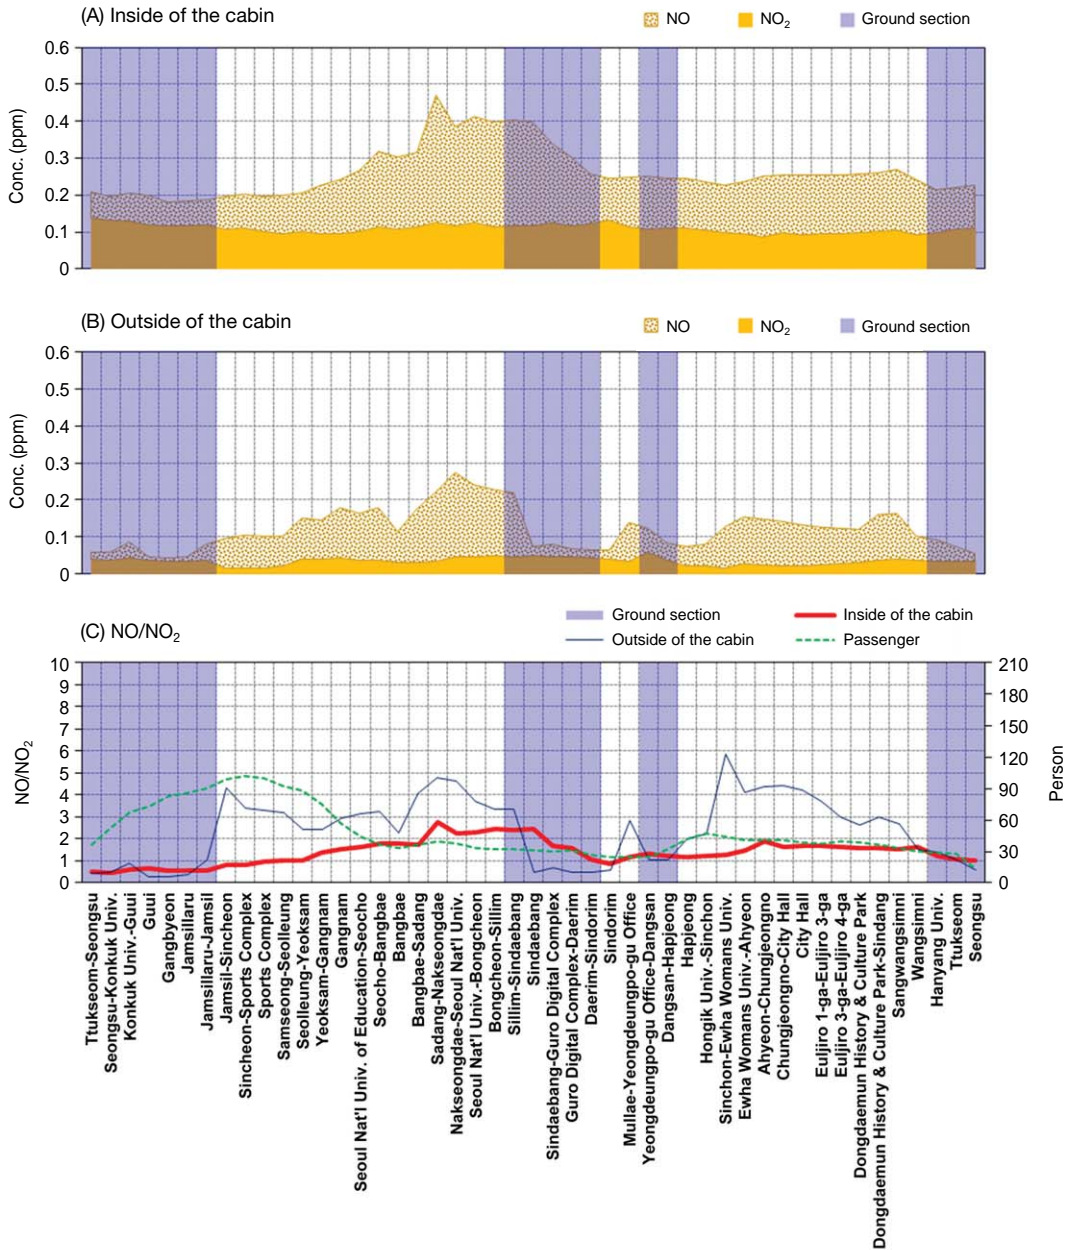 (A) Inside of the cabin
NO NO2 Ground section
Conc. (ppm)
0.6
0.5
0.4
0.3
0.2
0.1
0
(B) Outside of the cabin
NO NO2 Ground section
Conc. (ppm)
0.6
0.5
0.4
0.3
0.2
0.1
0
(C) NO/NO2
Ground section Inside of the cabin
Outside of the cabin Passenger
NO/NO2
10
9
8
7
6
5
4
3
2
1
0
210
180
150
120
90
60
30
0
Person
Ttukseom-Seongsu
Seongsu-Konkuk Univ.
Konkuk Univ.-Guui
Guui
Gangbyeon
Jamsillaru
Jamsillaru-Jamsil
Jamsil-Sincheon
Sincheon-Sports Complex
Sports Complex
Samseong-Seolleung
Seolleung-Yeoksam
Yeoksam-Gangnam
Gangnam
Seoul Nat'l Univ. of Education-Seocho
Seocho-Bangbae
Bangbae
Bangbae-Sadang
Sadang-Nakseongdae
Nakseongdae-Seoul Nat'l Univ.
Seoul Nat'l Univ.-Bongcheon
Bongcheon-Sillim
Sillim-Sindaebang
Sindaebang
Sindaebang-Guro Digital Complex
Guro Digital Complex-Daerim
Daerim-Sindorim
Sindorim
Mullae-Yeongdeungpo-gu Office
Yeongdeungpo-gu Office-Dangsan
Dangsan-Hapjeong
Hapjeong
Hongik Univ.-Sinchon
Sinchon-Ewha Womans Univ.
Ewha Womans Univ.-Ahyeon
Ahyeon-Chungjeongno
Chungjeongno-City Hall
City Hall
Euljiro 1-ga-Euljiro 3-ga
Euljiro 3-ga-Euljiro 4-ga
Dongdaemun History & Culture Park
Dongdaemun History & Culture Park-Sindang
Sangwangsimni
Wangsimni
Hanyang Univ.
Ttukseom
Seongsu